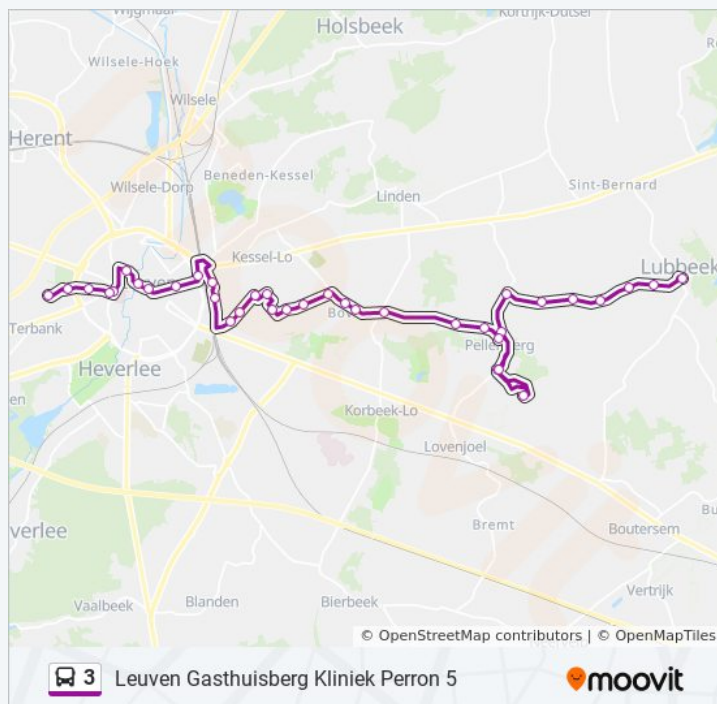 Wijgmaal
Holsbeek
Kortrijk-Dutsel
Wilsele-Hoek
Wilsele
Herent
Beneden-Kessel
Wilsele-Dorp
Linden
Sint-Bernard
Kessel-Lo
Lubbeek
Terbank
Pellenberg
Heverlee
Korbeek-Lo
Lovenjoel
Bremt
Boutersem
Vertrijk
Vaalbeek
Blanden
Bierbeek
© OpenStreetMap contributors | © OpenMapTiles
3 Leuven Gasthuisberg Kliniek Perron 5 moovit